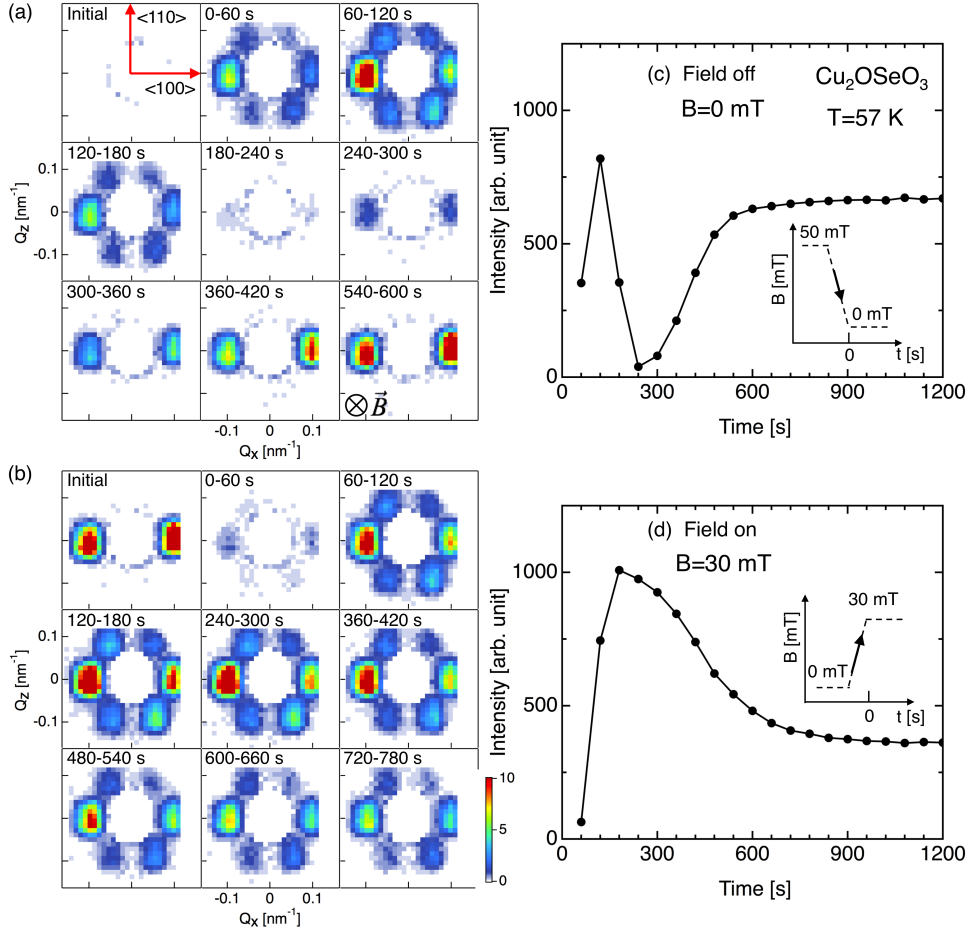 (a)
Initial
<110>
<100>
0-60 s
60-120 s
120-180 s
180-240 s
240-300 s
300-360 s
360-420 s
540-600 s
⊗ B⃗
0.1
0
-0.1
Qz [nm⁻¹]
-0.1 0 0.1
Qx [nm⁻¹]
(b)
Initial
0-60 s
60-120 s
120-180 s
240-300 s
360-420 s
480-540 s
600-660 s
720-780 s
0.1
0
-0.1
Qz [nm⁻¹]
-0.1 0 0.1
Qx [nm⁻¹]
10
5
0
(c) Field off
B=0 mT
Cu₂OSeO₃
T=57 K
1000
500
0
Intensity [arb. unit]
0 300 600 900 1200
Time [s]
50 mT
0 mT
B [mT]
0
t [s]
(d) Field on
B=30 mT
1000
500
0
Intensity [arb. unit]
0 300 600 900 1200
Time [s]
30 mT
0 mT
B [mT]
0
t [s]